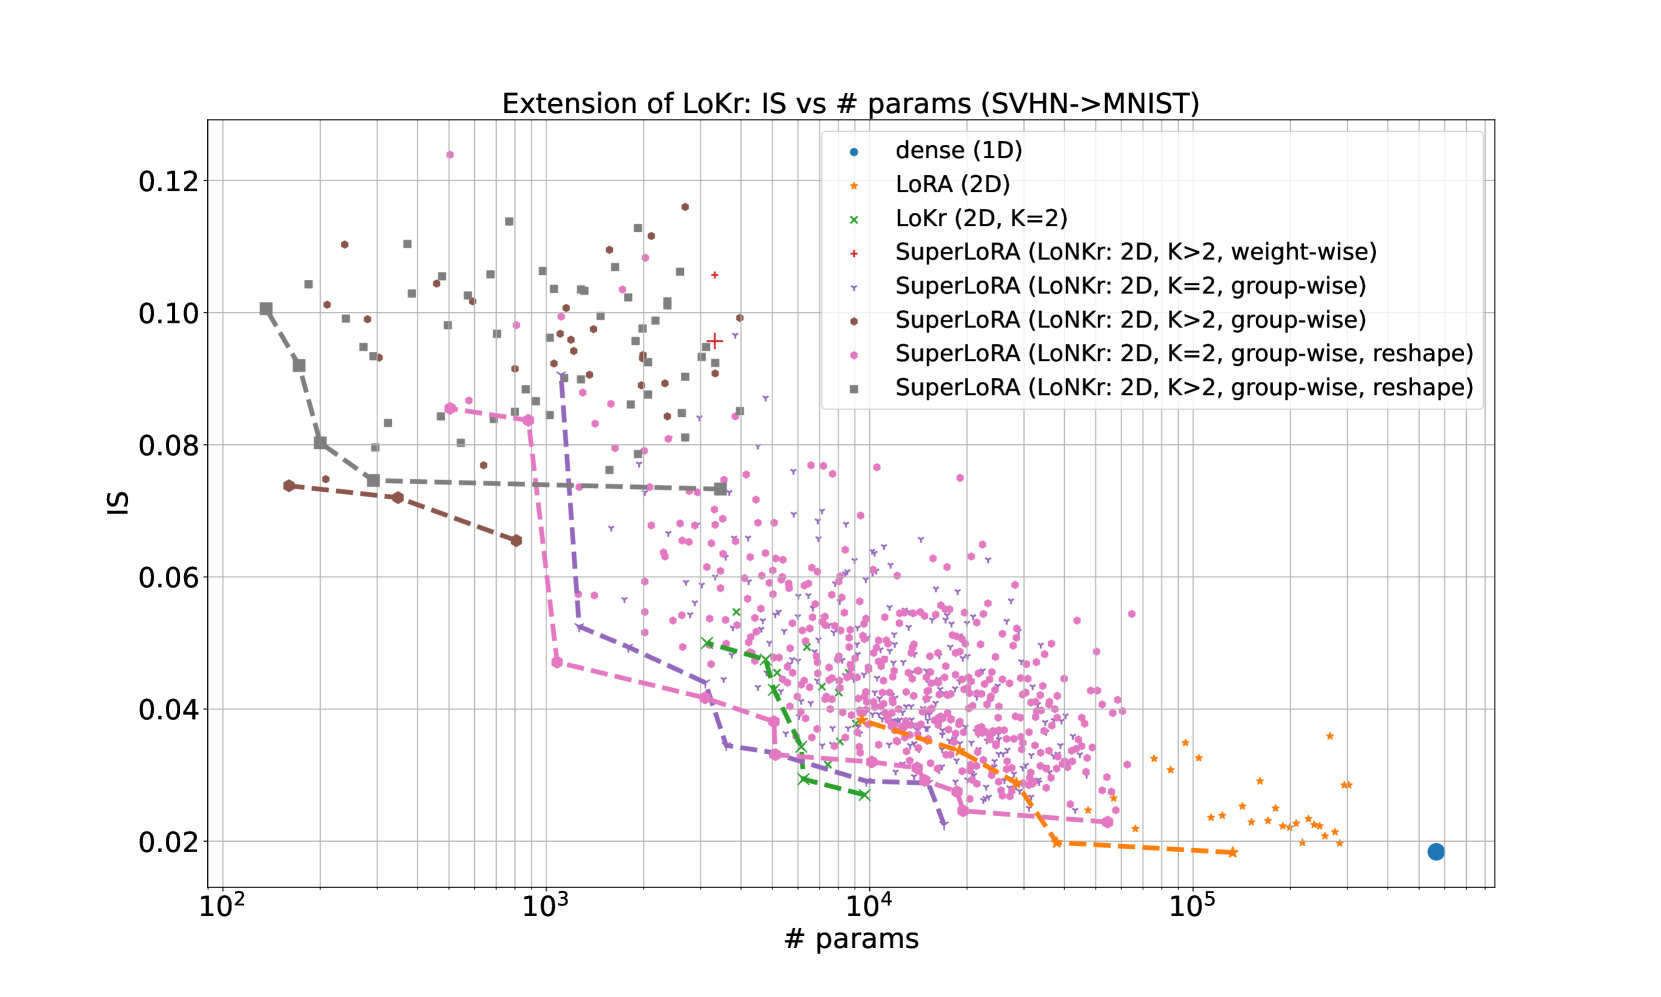 Extension of LoKr: IS vs # params (SVHN->MNIST)
dense (1D)
LoRA (2D)
LoKr (2D, K=2)
SuperLoRA (LoNKr: 2D, K>2, weight-wise)
SuperLoRA (LoNKr: 2D, K=2, group-wise)
SuperLoRA (LoNKr: 2D, K>2, group-wise)
SuperLoRA (LoNKr: 2D, K=2, group-wise, reshape)
SuperLoRA (LoNKr: 2D, K>2, group-wise, reshape)
IS
0.12
0.10
0.08
0.06
0.04
0.02
10² 10³ 10⁴ 10⁵
# params